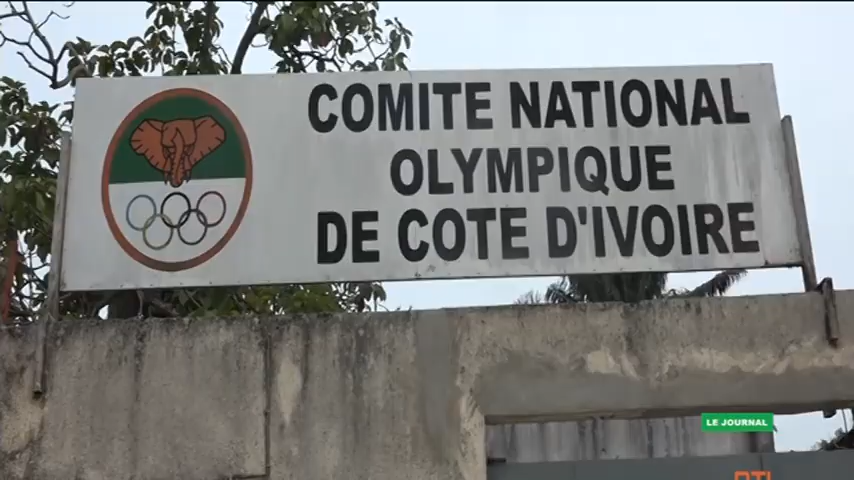 COMITE NATIONAL
OLYMPIQUE
DE COTE D'IVOIRE
LE JOURNAL